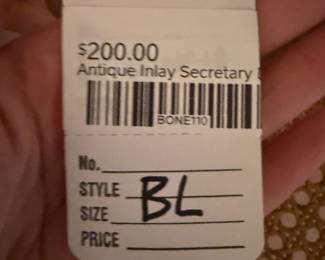 $200.00
Antique Inlay Secretary
BONE110
No.
STYLE BL
SIZE
PRICE